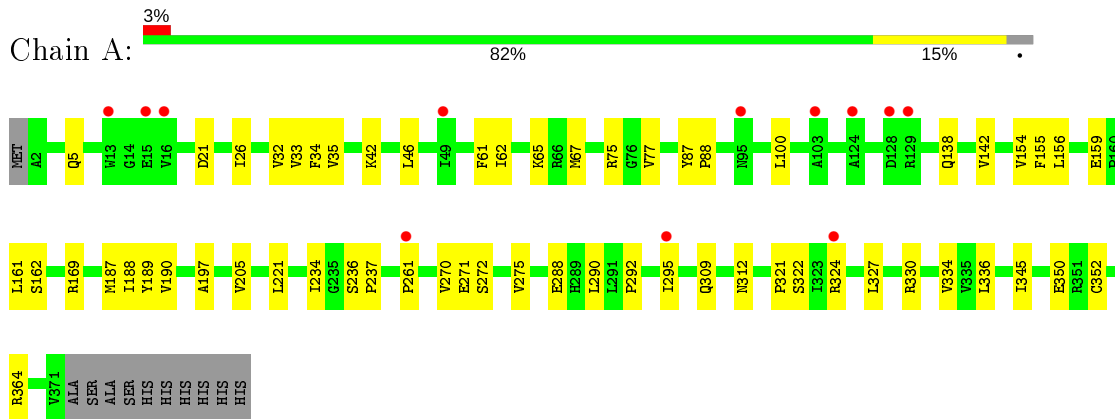 3%
Chain A:
82% 15% •
MET A2 Q5 W13 G14 E15 V16 D21 I26 V32 V33 F34 V35 K42 L46 I49 F61 I62 K65 R66 M67 R75 G76 V77 Y87 P88 N95 L100 A103 A124 D128 R129 Q138 V142 V154 F155 L156 E159 P160
L161 S162 R169 M187 I188 Y189 V190 A197 V205 L221 I234 G235 S236 P237 P261 V270 E271 S272 V275 E288 H289 L290 L291 P292 I295 Q309 N312 P321 S322 I323 R324 L327 R330 V334 V335 L336 I345 E350 R351 C352
R364 V371 ALA SER ALA SER HIS HIS HIS HIS HIS HIS